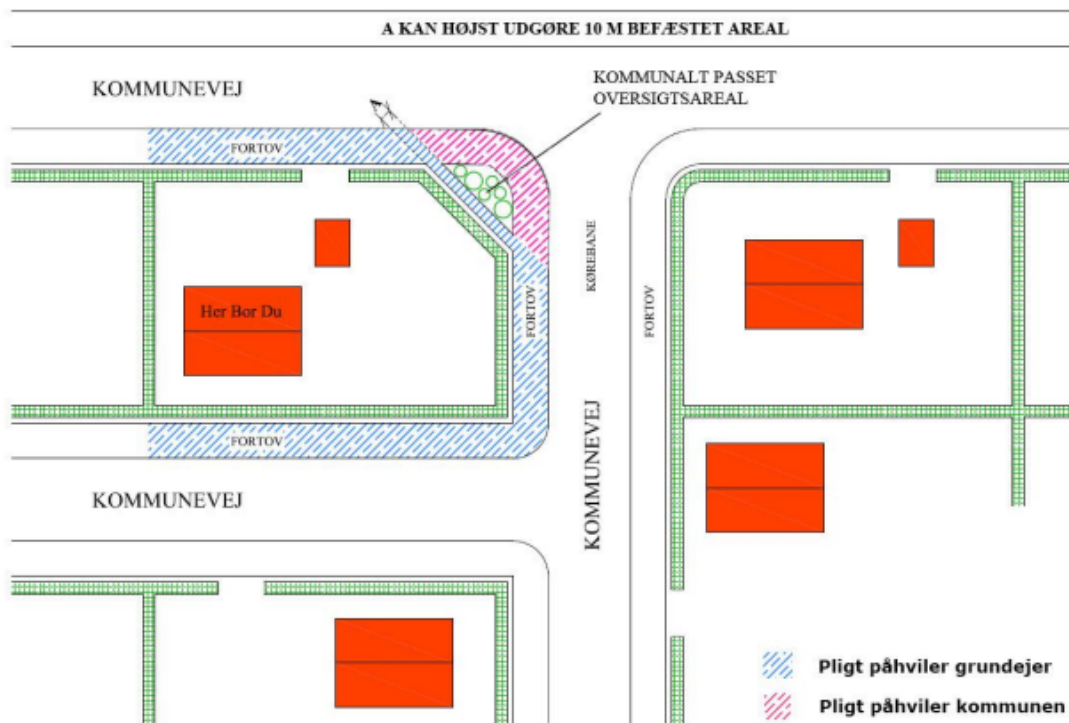 A KAN HØJST UDGØRE 10 M BEFÆSTET AREAL
KOMMUNEVEJ
KOMMUNALT PASSET
OVERSIGTSAREAL
FORTOV
KØREBANE
FORTOV
FORTOV
Her Bor Du
FORTOV
KOMMUNEVEJ
KOMMUNEVEJ
Pligt påhviler grundejer
Pligt påhviler kommunen